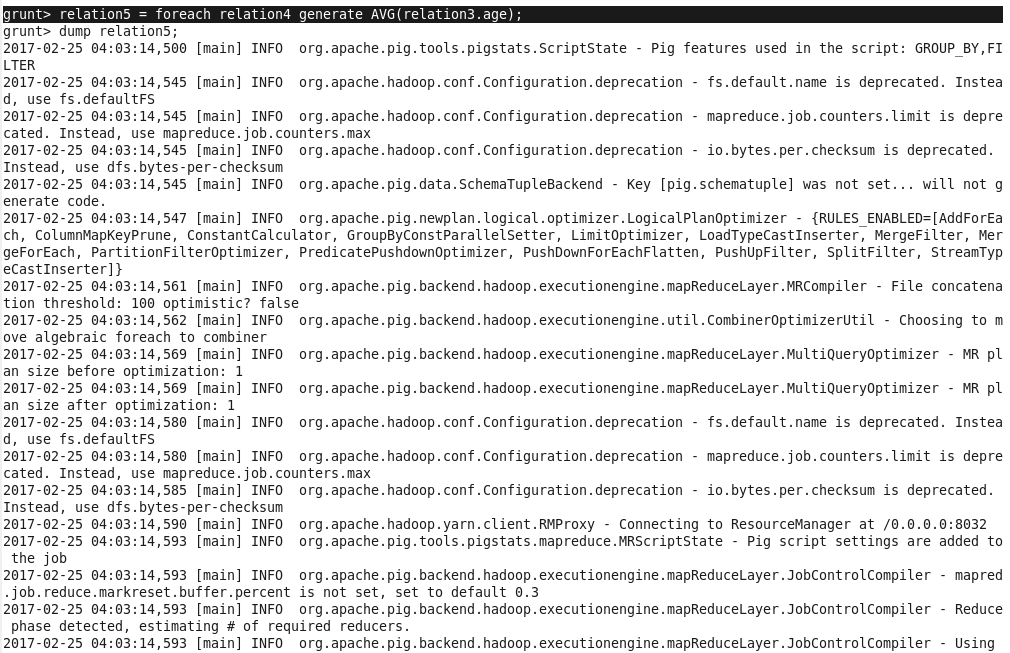 grunt> relation5 = foreach relation4 generate AVG(relation3.age);
grunt> dump relation5;
2017-02-25 04:03:14,500 [main] INFO  org.apache.pig.tools.pigstats.ScriptState - Pig features used in the script: GROUP_BY,FI
LTER
2017-02-25 04:03:14,545 [main] INFO  org.apache.hadoop.conf.Configuration.deprecation - fs.default.name is deprecated. Instea
d, use fs.defaultFS
2017-02-25 04:03:14,545 [main] INFO  org.apache.hadoop.conf.Configuration.deprecation - mapreduce.job.counters.limit is depre
cated. Instead, use mapreduce.job.counters.max
2017-02-25 04:03:14,545 [main] INFO  org.apache.hadoop.conf.Configuration.deprecation - io.bytes.per.checksum is deprecated.
Instead, use dfs.bytes-per-checksum
2017-02-25 04:03:14,545 [main] INFO  org.apache.pig.data.SchemaTupleBackend - Key [pig.schematuple] was not set... will not g
enerate code.
2017-02-25 04:03:14,547 [main] INFO  org.apache.pig.newplan.logical.optimizer.LogicalPlanOptimizer - {RULES_ENABLED=[AddForEa
ch, ColumnMapKeyPrune, ConstantCalculator, GroupByConstParallelSetter, LimitOptimizer, LoadTypeCastInserter, MergeFilter, Mer
geForEach, PartitionFilterOptimizer, PredicatePushdownOptimizer, PushDownForEachFlatten, PushUpFilter, SplitFilter, StreamTyp
eCastInserter]}
2017-02-25 04:03:14,561 [main] INFO  org.apache.pig.backend.hadoop.executionengine.mapReduceLayer.MRCompiler - File concatena
tion threshold: 100 optimistic? false
2017-02-25 04:03:14,562 [main] INFO  org.apache.pig.backend.hadoop.executionengine.util.CombinerOptimizerUtil - Choosing to m
ove algebraic foreach to combiner
2017-02-25 04:03:14,569 [main] INFO  org.apache.pig.backend.hadoop.executionengine.mapReduceLayer.MultiQueryOptimizer - MR pl
an size before optimization: 1
2017-02-25 04:03:14,569 [main] INFO  org.apache.pig.backend.hadoop.executionengine.mapReduceLayer.MultiQueryOptimizer - MR pl
an size after optimization: 1
2017-02-25 04:03:14,580 [main] INFO  org.apache.hadoop.conf.Configuration.deprecation - fs.default.name is deprecated. Instea
d, use fs.defaultFS
2017-02-25 04:03:14,580 [main] INFO  org.apache.hadoop.conf.Configuration.deprecation - mapreduce.job.counters.limit is depre
cated. Instead, use mapreduce.job.counters.max
2017-02-25 04:03:14,585 [main] INFO  org.apache.hadoop.conf.Configuration.deprecation - io.bytes.per.checksum is deprecated.
Instead, use dfs.bytes-per-checksum
2017-02-25 04:03:14,590 [main] INFO  org.apache.hadoop.yarn.client.RMProxy - Connecting to ResourceManager at /0.0.0.0:8032
2017-02-25 04:03:14,593 [main] INFO  org.apache.pig.tools.pigstats.mapreduce.MRScriptState - Pig script settings are added to
 the job
2017-02-25 04:03:14,593 [main] INFO  org.apache.pig.backend.hadoop.executionengine.mapReduceLayer.JobControlCompiler - mapred
.job.reduce.markreset.buffer.percent is not set, set to default 0.3
2017-02-25 04:03:14,593 [main] INFO  org.apache.pig.backend.hadoop.executionengine.mapReduceLayer.JobControlCompiler - Reduce
 phase detected, estimating # of required reducers.
2017-02-25 04:03:14,593 [main] INFO  org.apache.pig.backend.hadoop.executionengine.mapReduceLayer.JobControlCompiler - Using